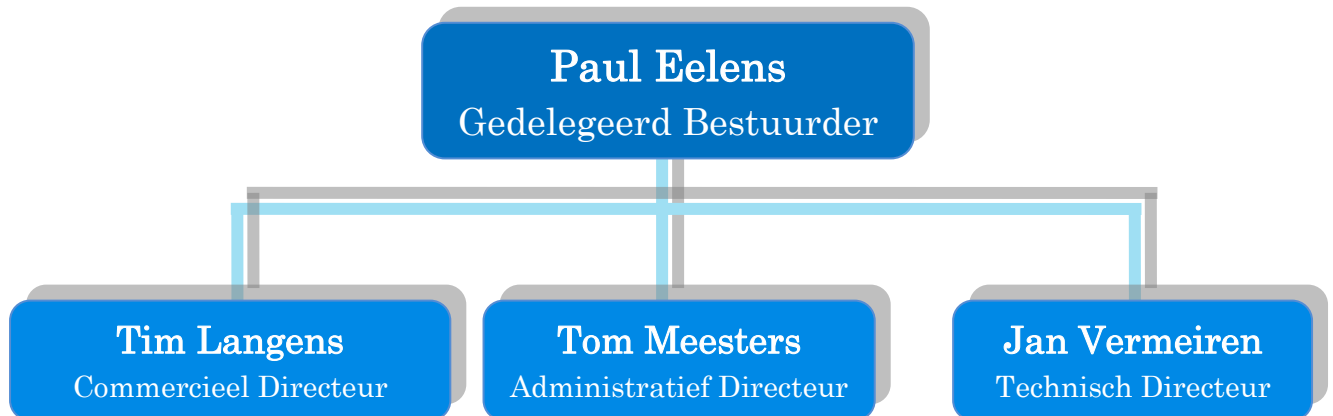 Paul Eelens
Gedelegeerd Bestuurder
Tim Langens
Commercieel Directeur
Tom Meesters
Administratief Directeur
Jan Vermeiren
Technisch Directeur